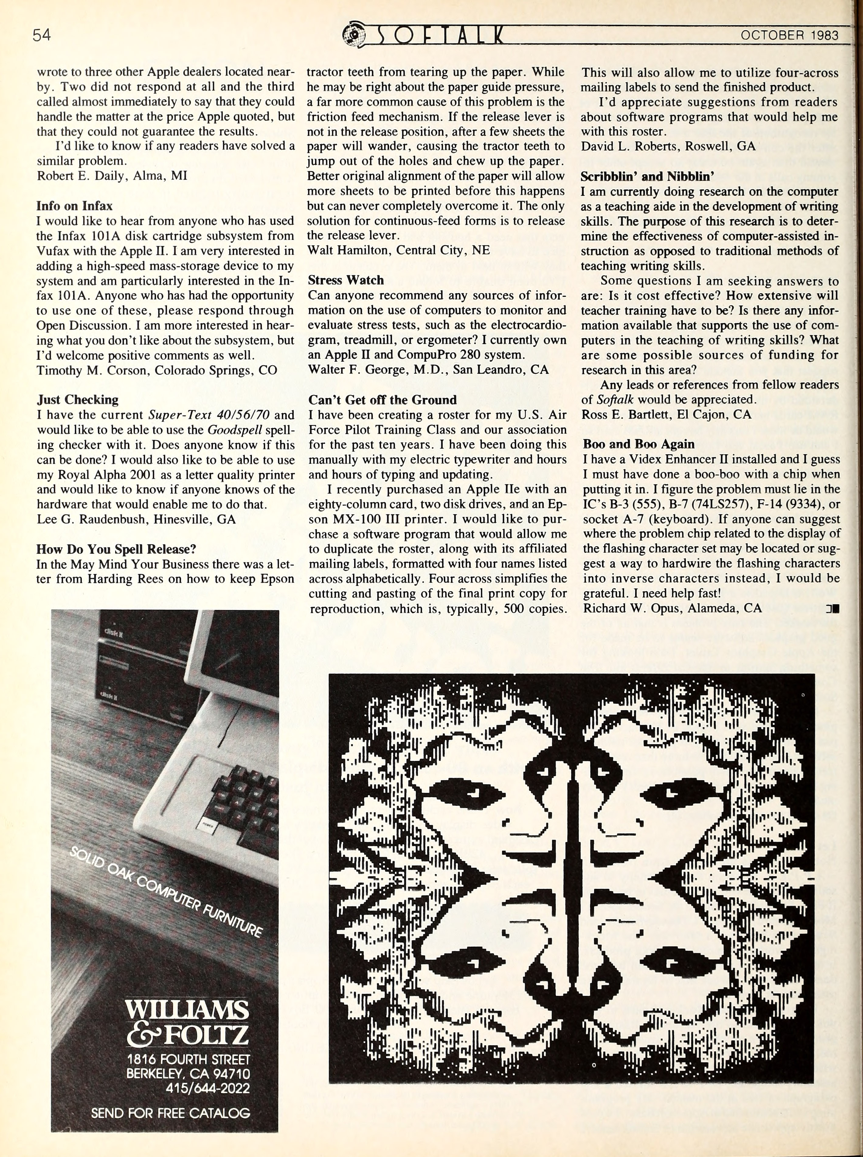 54
SOFTALK
OCTOBER 1983
wrote to three other Apple dealers located near-
by. Two did not respond at all and the third
called almost immediately to say that they could
handle the matter at the price Apple quoted, but
that they could not guarantee the results.
I'd like to know if any readers have solved a
similar problem.
Robert E. Daily, Alma, MI
Info on Infax
I would like to hear from anyone who has used
the Infax 101A disk cartridge subsystem from
Vufax with the Apple II. I am very interested in
adding a high-speed mass-storage device to my
system and am particularly interested in the In-
fax 101A. Anyone who has had the opportunity
to use one of these, please respond through
Open Discussion. I am more interested in hear-
ing what you don't like about the subsystem, but
I'd welcome positive comments as well.
Timothy M. Corson, Colorado Springs, CO
Just Checking
I have the current Super-Text 40/56/70 and
would like to be able to use the Goodspell spell-
ing checker with it. Does anyone know if this
can be done? I would also like to be able to use
my Royal Alpha 2001 as a letter quality printer
and would like to know if anyone knows of the
hardware that would enable me to do that.
Lee G. Raudenbush, Hinesville, GA
How Do You Spell Release?
In the May Mind Your Business there was a let-
ter from Harding Rees on how to keep Epson
tractor teeth from tearing up the paper. While
he may be right about the paper guide pressure,
a far more common cause of this problem is the
friction feed mechanism. If the release lever is
not in the release position, after a few sheets the
paper will wander, causing the tractor teeth to
jump out of the holes and chew up the paper.
Better original alignment of the paper will allow
more sheets to be printed before this happens
but can never completely overcome it. The only
solution for continuous-feed forms is to release
the release lever.
Walt Hamilton, Central City, NE
Stress Watch
Can anyone recommend any sources of infor-
mation on the use of computers to monitor and
evaluate stress tests, such as the electrocardio-
gram, treadmill, or ergometer? I currently own
an Apple II and CompuPro 280 system.
Walter F. George, M.D., San Leandro, CA
Can't Get off the Ground
I have been creating a roster for my U.S. Air
Force Pilot Training Class and our association
for the past ten years. I have been doing this
manually with my electric typewriter and hours
and hours of typing and updating.
I recently purchased an Apple IIe with an
eighty-column card, two disk drives, and an Ep-
son MX-100 III printer. I would like to pur-
chase a software program that would allow me
to duplicate the roster, along with its affiliated
mailing labels, formatted with four names listed
across alphabetically. Four across simplifies the
cutting and pasting of the final print copy for
reproduction, which is, typically, 500 copies.
This will also allow me to utilize four-across
mailing labels to send the finished product.
I'd appreciate suggestions from readers
about software programs that would help me
with this roster.
David L. Roberts, Roswell, GA
Scribblin' and Nibblin'
I am currently doing research on the computer
as a teaching aide in the development of writing
skills. The purpose of this research is to deter-
mine the effectiveness of computer-assisted in-
struction as opposed to traditional methods of
teaching writing skills.
Some questions I am seeking answers to
are: Is it cost effective? How extensive will
teacher training have to be? Is there any infor-
mation available that supports the use of com-
puters in the teaching of writing skills? What
are some possible sources of funding for
research in this area?
Any leads or references from fellow readers
of Softalk would be appreciated.
Ross E. Bartlett, El Cajon, CA
Boo and Boo Again
I have a Videx Enhancer II installed and I guess
I must have done a boo-boo with a chip when
putting it in. I figure the problem must lie in the
IC's B-3 (555), B-7 (74LS257), F-14 (9334), or
socket A-7 (keyboard). If anyone can suggest
where the problem chip related to the display of
the flashing character set may be located or sug-
gest a way to hardwire the flashing characters
into inverse characters instead, I would be
grateful. I need help fast!
Richard W. Opus, Alameda, CA
disk II
disk II
SOLID OAK COMPUTER FURNITURE
WILLIAMS
& FOLTZ
1816 FOURTH STREET
BERKELEY, CA 94710
415/644-2022
SEND FOR FREE CATALOG